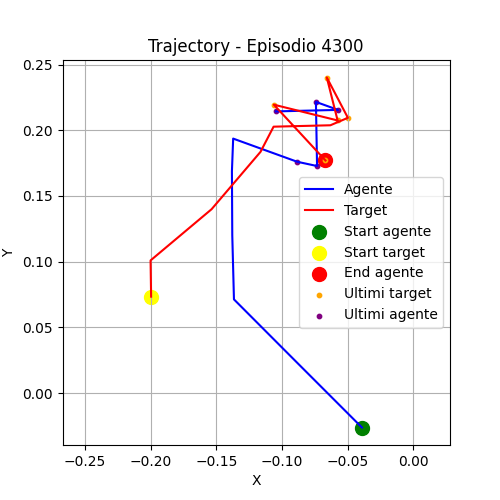 Trajectory - Episodio 4300
0.25
0.20
0.15
0.10
0.05
0.00
Y
Agente
Target
Start agente
Start target
End agente
Ultimi target
Ultimi agente
−0.25 −0.20 −0.15 −0.10 −0.05 0.00
X